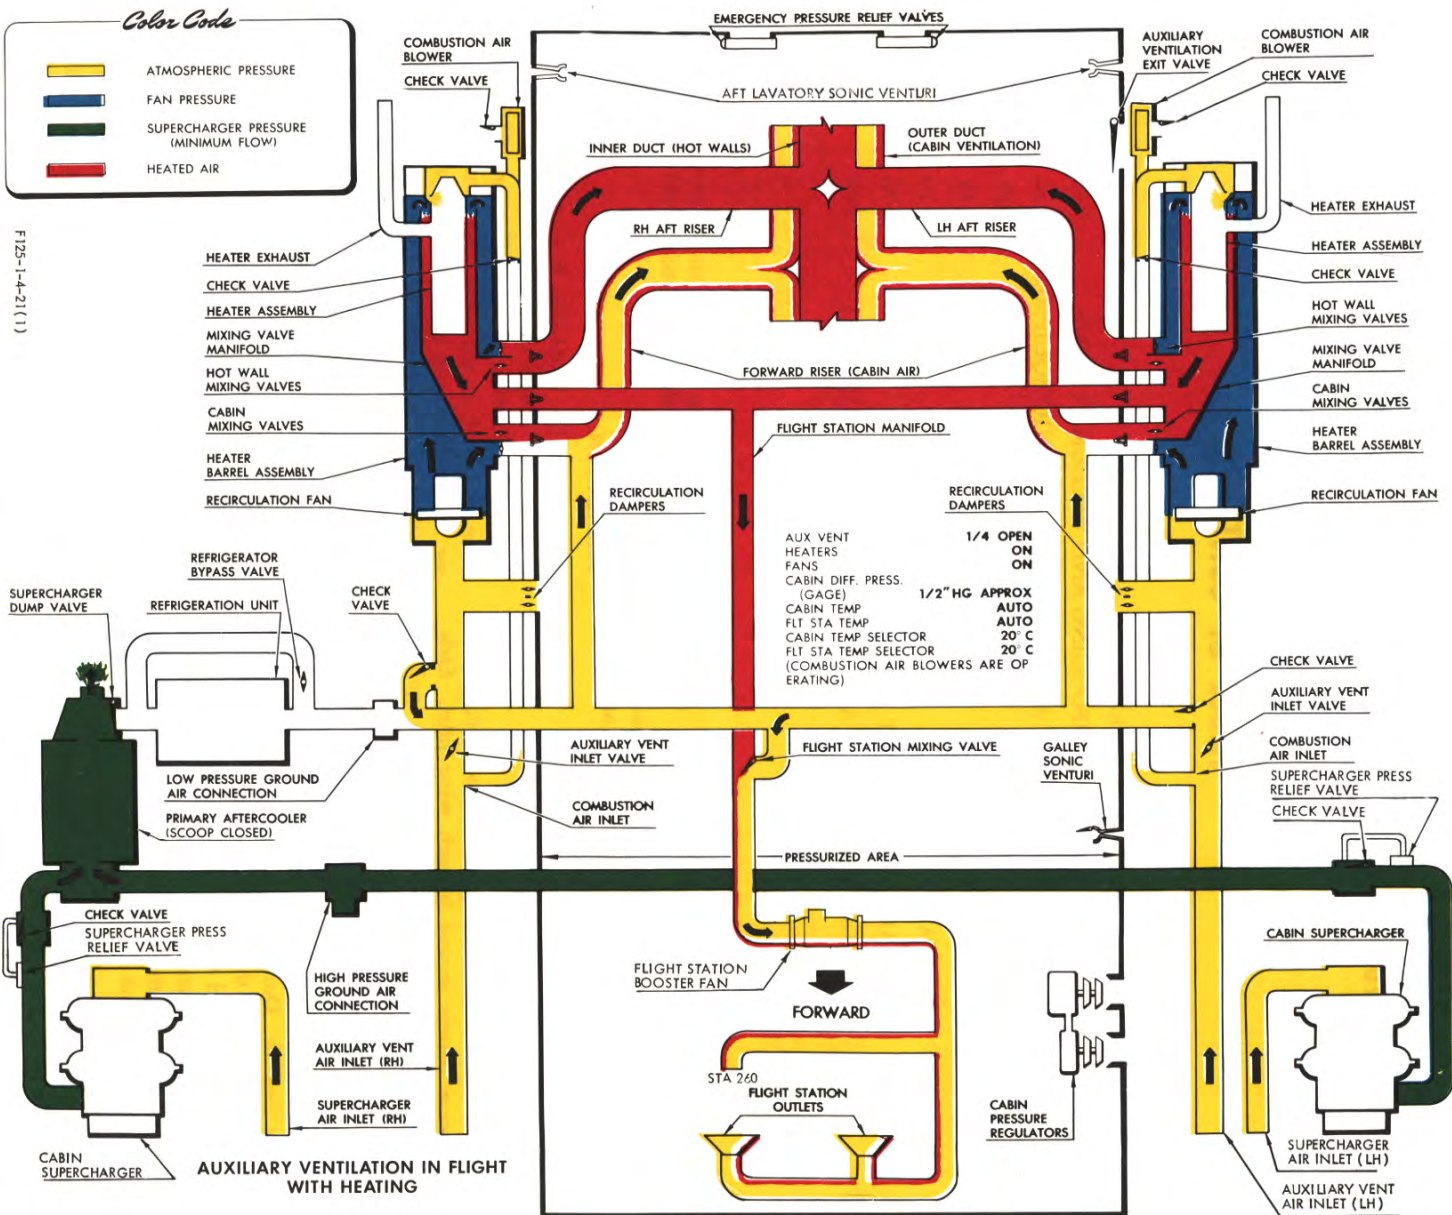 Color Code
ATMOSPHERIC PRESSURE
FAN PRESSURE
SUPERCHARGER PRESSURE
(MINIMUM FLOW)
HEATED AIR
F125-1-4-21(1)
EMERGENCY PRESSURE RELIEF VALVES
COMBUSTION AIR
BLOWER
CHECK VALVE
AFT LAVATORY SONIC VENTURI
AUXILIARY
VENTILATION
EXIT VALVE
COMBUSTION AIR
BLOWER
CHECK VALVE
INNER DUCT (HOT WALLS)
OUTER DUCT
(CABIN VENTILATION)
RH AFT RISER
LH AFT RISER
HEATER EXHAUST
CHECK VALVE
HEATER ASSEMBLY
MIXING VALVE
MANIFOLD
HOT WALL
MIXING VALVES
CABIN
MIXING VALVES
HEATER
BARREL ASSEMBLY
RECIRCULATION FAN
HEATER EXHAUST
HEATER ASSEMBLY
CHECK VALVE
HOT WALL
MIXING VALVES
MIXING VALVE
MANIFOLD
CABIN
MIXING VALVES
HEATER
BARREL ASSEMBLY
RECIRCULATION FAN
FORWARD RISER (CABIN AIR)
FLIGHT STATION MANIFOLD
RECIRCULATION
DAMPERS
RECIRCULATION
DAMPERS
AUX VENT 1/4 OPEN
HEATERS ON
FANS ON
CABIN DIFF. PRESS.
(GAGE) 1/2" HG APPROX
CABIN TEMP AUTO
FLT STA TEMP AUTO
CABIN TEMP SELECTOR 20° C
FLT STA TEMP SELECTOR 20° C
(COMBUSTION AIR BLOWERS ARE OP
ERATING)
REFRIGERATOR
BYPASS VALVE
SUPERCHARGER
DUMP VALVE
REFRIGERATION UNIT
CHECK
VALVE
LOW PRESSURE GROUND
AIR CONNECTION
PRIMARY AFTERCOOLER
(SCOOP CLOSED)
AUXILIARY VENT
INLET VALVE
COMBUSTION
AIR INLET
FLIGHT STATION MIXING VALVE
GALLEY
SONIC
VENTURI
CHECK VALVE
AUXILIARY VENT
INLET VALVE
COMBUSTION
AIR INLET
SUPERCHARGER PRESS
RELIEF VALVE
CHECK VALVE
PRESSURIZED AREA
CHECK VALVE
SUPERCHARGER PRESS
RELIEF VALVE
HIGH PRESSURE
GROUND AIR
CONNECTION
AUXILIARY VENT
AIR INLET (RH)
SUPERCHARGER
AIR INLET (RH)
CABIN
SUPERCHARGER
FLIGHT STATION
BOOSTER FAN
FORWARD
STA 260
FLIGHT STATION
OUTLETS
CABIN
PRESSURE
REGULATORS
CABIN SUPERCHARGER
SUPERCHARGER
AIR INLET (LH)
AUXILIARY VENT
AIR INLET (LH)
AUXILIARY VENTILATION IN FLIGHT
WITH HEATING